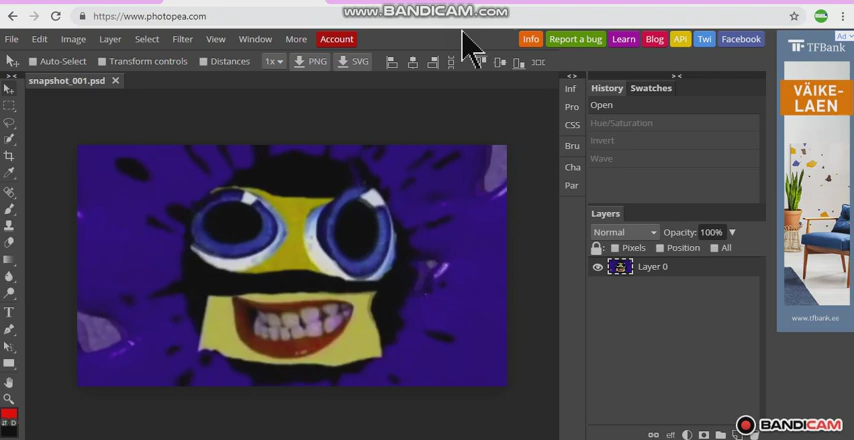 https://www.photopea.com
www.BANDICAM.com
Ad
File Edit Image Layer Select Filter View Window More Account
Info Report a bug Learn Blog API Twi Facebook
Auto-Select Transform controls Distances 1x PNG SVG
snapshot_001.psd
< > > <
Inf
Pro
CSS
Bru
Cha
Par
History Swatches
Open
Hue/Saturation
Invert
Wave
Layers
Normal Opacity: 100%
Pixels Position All
Layer 0
eff
TFBank
VÄIKE-
LAEN
www.tfbank.ee
T
D
BANDICAM